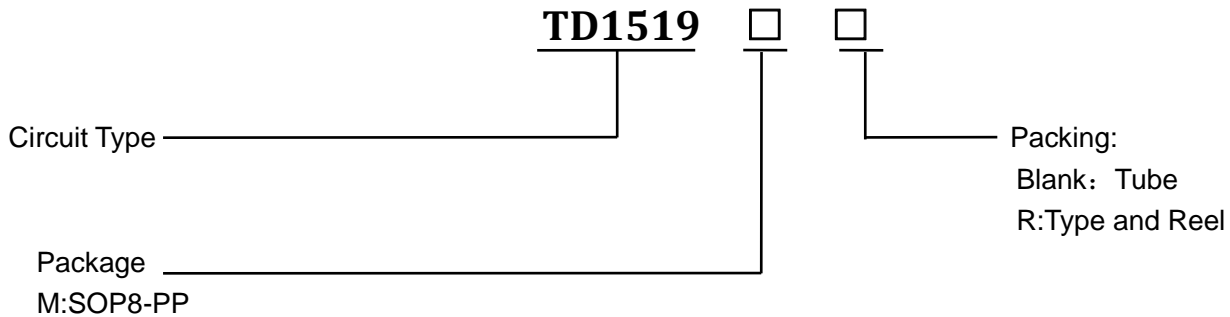 TD1519 □ □
Circuit Type
Packing:
Blank：Tube
R:Type and Reel
Package
M:SOP8-PP